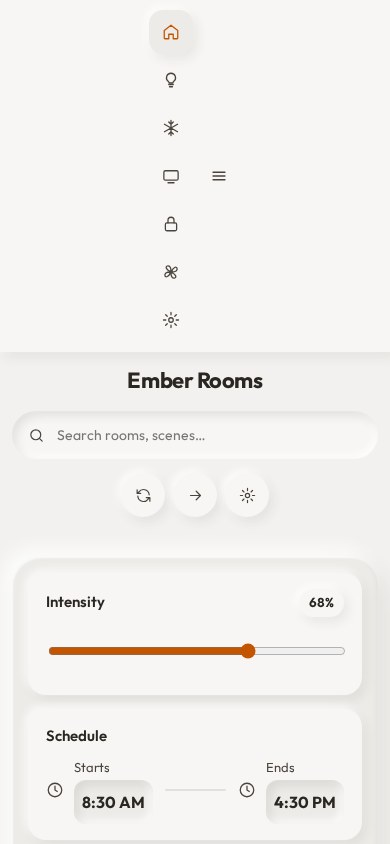 Ember Rooms
Search rooms, scenes...
Intensity
68%
Schedule
Starts
Ends
8:30 AM
4:30 PM